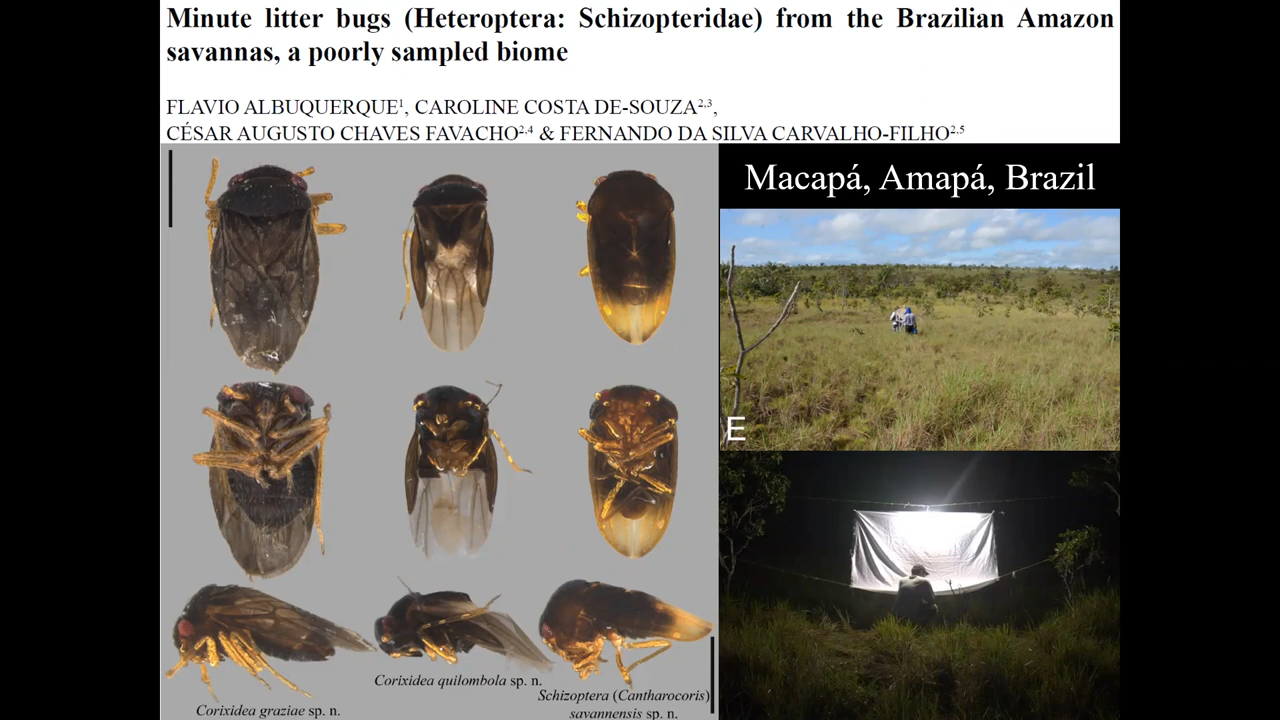 Minute litter bugs (Heteroptera: Schizopteridae) from the Brazilian Amazon
savannas, a poorly sampled biome
FLAVIO ALBUQUERQUE1, CAROLINE COSTA DE-SOUZA2,3,
CÉSAR AUGUSTO CHAVES FAVACHO2,4 & FERNANDO DA SILVA CARVALHO-FILHO2,5
Macapá, Amapá, Brazil
E
Corixidea graziae sp. n.
Corixidea quilombola sp. n.
Schizoptera (Cantharocoris)
savannensis sp. n.